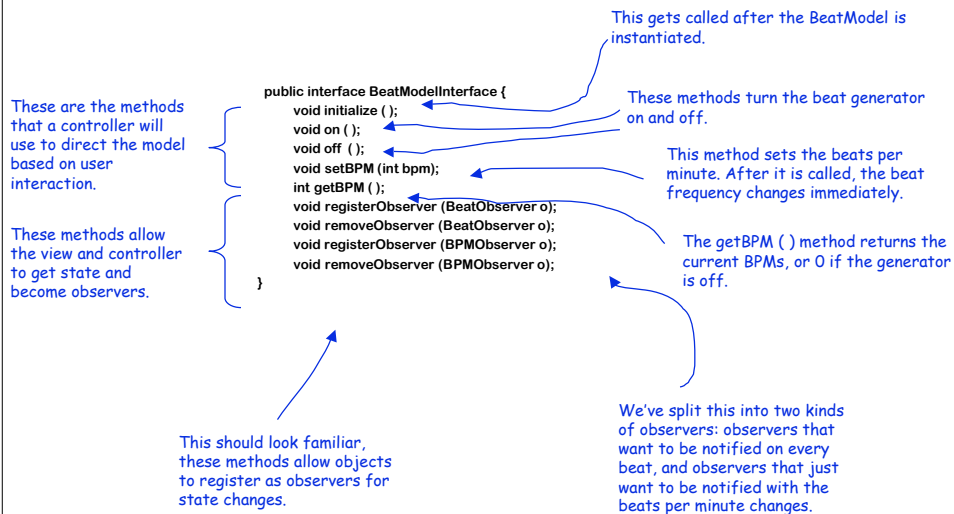 This gets called after the BeatModel is
instantiated.
public interface BeatModelInterface {
void initialize ( );
void on ( );
void off ( );
void setBPM (int bpm);
int getBPM ( );
void registerObserver (BeatObserver o);
void removeObserver (BeatObserver o);
void registerObserver (BPMObserver o);
void removeObserver (BPMObserver o);
}
These are the methods
that a controller will
use to direct the model
based on user
interaction.
These methods allow
the view and controller
to get state and
become observers.
These methods turn the beat generator
on and off.
This method sets the beats per
minute. After it is called, the beat
frequency changes immediately.
The getBPM ( ) method returns the
current BPMs, or 0 if the generator
is off.
This should look familiar,
these methods allow objects
to register as observers for
state changes.
We've split this into two kinds
of observers: observers that
want to be notified on every
beat, and observers that just
want to be notified with the
beats per minute changes.